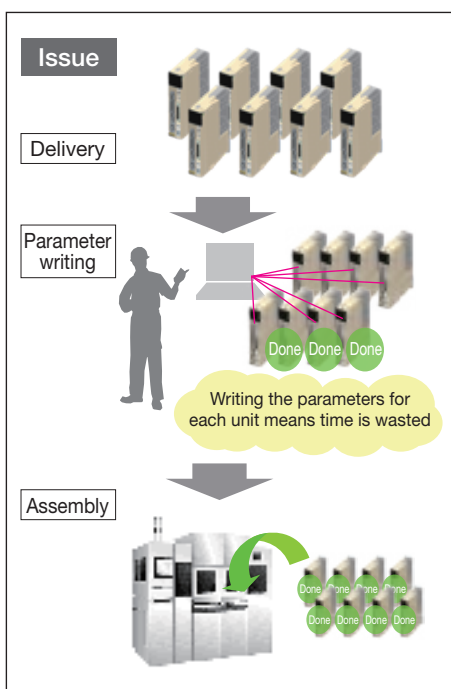 Issue
Delivery
Parameter
writing
Done Done Done
Writing the parameters for
each unit means time is wasted
Assembly
Done Done Done Done
Done Done Done Done